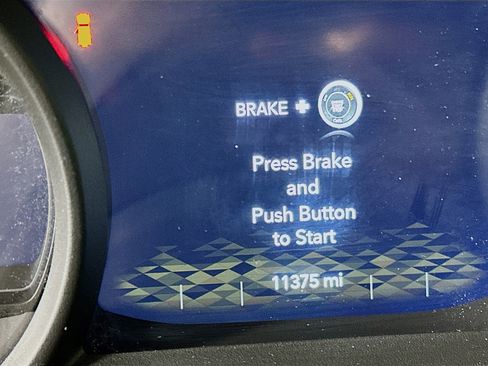 BRAKE +
Press Brake
and
Push Button
to Start
11375 mi